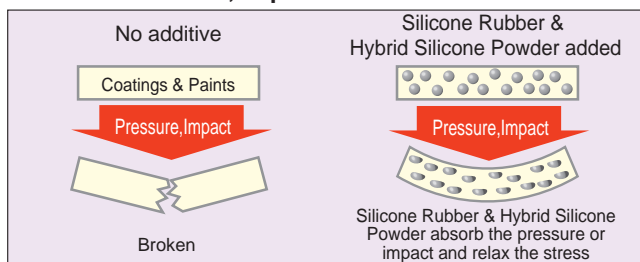 No additive
Coatings & Paints
Pressure,Impact
Broken
Silicone Rubber &
Hybrid Silicone Powder added
Pressure,Impact
Silicone Rubber & Hybrid Silicone
Powder absorb the pressure or
impact and relax the stress